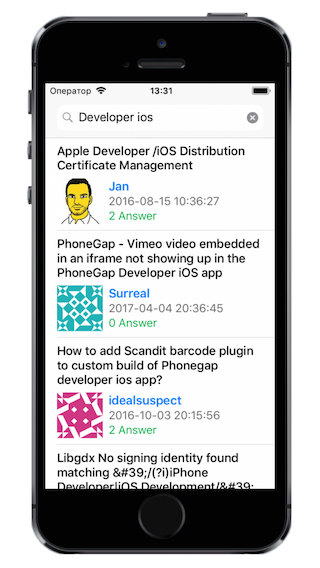 Оператор 13:31
Developer ios
Apple Developer /iOS Distribution
Certificate Management
Jan
2016-08-15 10:36:27
2 Answer
PhoneGap - Vimeo video embedded
in an iframe not showing up in the
PhoneGap Developer iOS app
Surreal
2017-04-04 20:36:45
0 Answer
How to add Scandit barcode plugin
to custom build of Phonegap
developer ios app?
idealsuspect
2016-10-03 20:15:56
2 Answer
Libgdx No signing identity found
matching &#39;/(?i)iPhone
Developer|iOS Development/&#39;